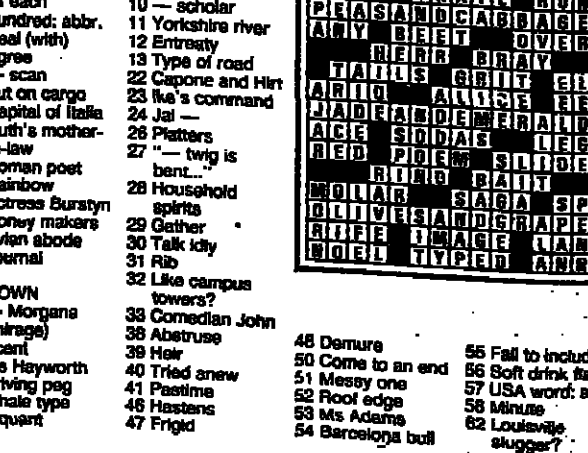 each
undred: abbr.
eal (with)
gree
- scan
ut on cargo
apital of Italia
uth's mother-
-law
oman poet
ainbow
ctress Burstyn
oney makers
vian abode
ournal
OWN
- Morgana
mirage)
cent
s Hayworth
riving peg
hale type
quant
10 — scholar
11 Yorkshire river
12 Entreaty
13 Type of road
22 Capone and Hirt
23 Ike's command
24 Jai —
26 Platters
27 "— twig is
bent..."
28 Household
spirits
29 Gather
30 Talk idly
31 Rib
32 Like campus
towers?
33 Comedian John
38 Abstruse
39 Heir
40 Tried anew
41 Pastime
46 Hastens
47 Frigid
PEASANDCABBAG
ANY BEET OVER
HERR BRAY
TAILS GRIT EL
ARIO ALICE EE
JADEANDEMERALD
ACE SODAS LEG
RED POEM SLIDE
RING BAIT
MOLAR SAGA SP
OLIVESANDGRAPE
RIFE IMAGE LAN
NOEL TYPED ANN
48 Demure
50 Come to an end
51 Messy one
52 Roof edge
53 Ms Adams
54 Barcelona bull
55 Fail to includ
56 Soft drink fla
57 USA word: a
58 Minute
62 Louisville
slugger?